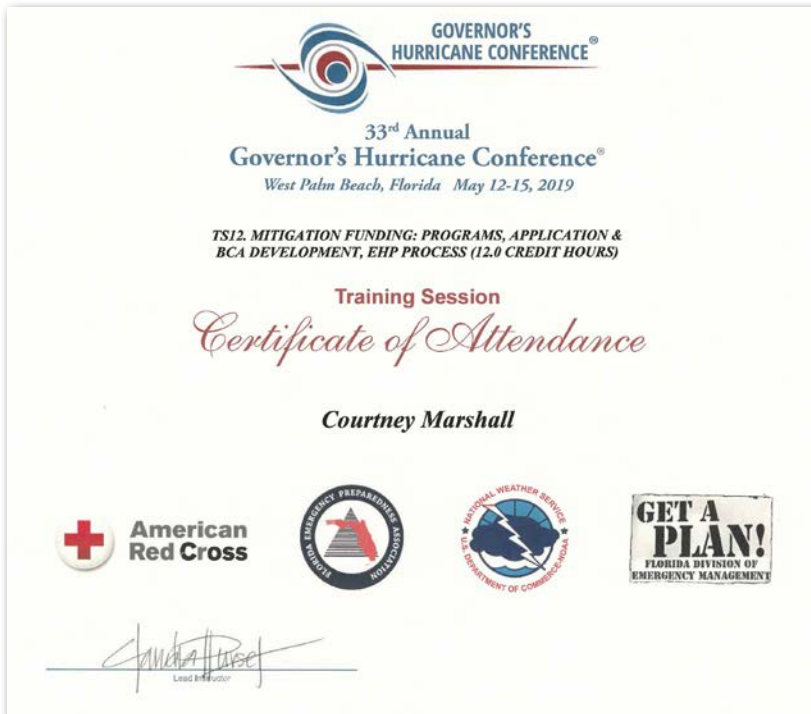 GOVERNOR'S
HURRICANE CONFERENCE®
33rd Annual
Governor's Hurricane Conference®
West Palm Beach, Florida May 12-15, 2019
TS12. MITIGATION FUNDING: PROGRAMS, APPLICATION &
BCA DEVELOPMENT, EHP PROCESS (12.0 CREDIT HOURS)
Training Session
Certificate of Attendance
Courtney Marshall
American
Red Cross
FLORIDA EMERGENCY PREPAREDNESS ASSOCIATION
NATIONAL WEATHER SERVICE
U.S. DEPARTMENT OF COMMERCE-NOAA
GET A
PLAN!
FLORIDA DIVISION OF
EMERGENCY MANAGEMENT
Lead Instructor